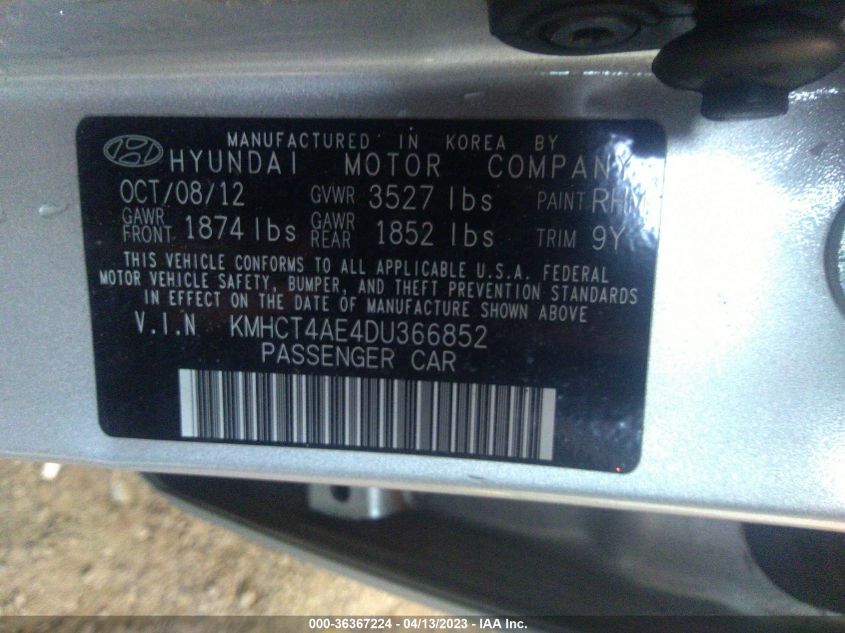 MANUFACTURED IN KOREA BY
HYUNDAI MOTOR COMPANY
OCT/08/12 GVWR 3527 lbs PAINT RHM
GAWR FRONT 1874 lbs GAWR REAR 1852 lbs TRIM 9Y
THIS VEHICLE CONFORMS TO ALL APPLICABLE U.S.A. FEDERAL
MOTOR VEHICLE SAFETY, BUMPER, AND THEFT PREVENTION STANDARDS
IN EFFECT ON THE DATE OF MANUFACTURE SHOWN ABOVE
V.I.N KMHCT4AE4DU366852
PASSENGER CAR
000-36367224 - 04/13/2023 - IAA Inc.